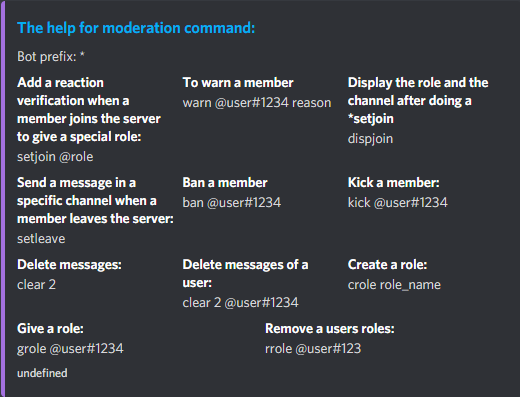 The help for moderation command:
Bot prefix: *
Add a reaction
verification when a
member joins the server
to give a special role:
setjoin @role
To warn a member
warn @user#1234 reason
Display the role and the
channel after doing a
*setjoin
dispjoin
Send a message in a
specific channel when a
member leaves the server:
setleave
Ban a member
ban @user#1234
Kick a member:
kick @user#1234
Delete messages:
clear 2
Delete messages of a
user:
clear 2 @user#1234
Create a role:
crole role_name
Give a role:
grole @user#1234
Remove a users roles:
rrole @user#123
undefined